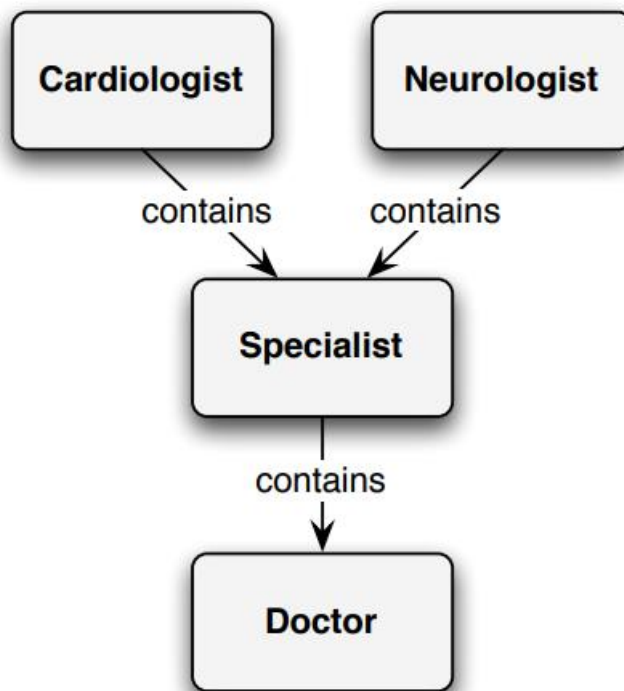 Cardiologist
Neurologist
contains
contains
Specialist
contains
Doctor